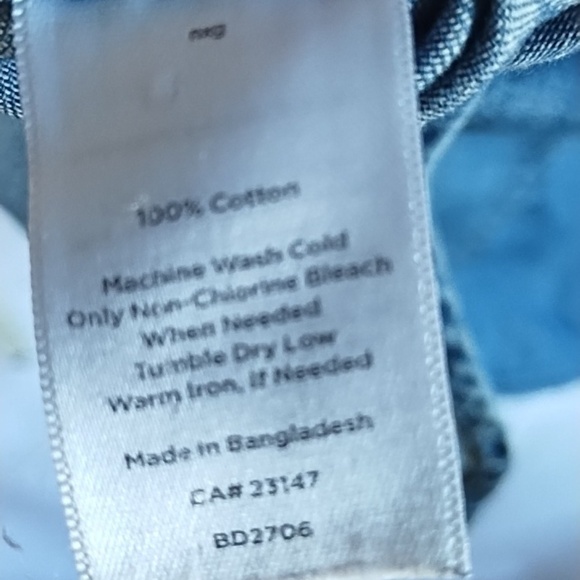 100% Cotton
Machine Wash Cold
Only Non-Chlorine Bleach
When Needed
Tumble Dry Low
Warm Iron, If Needed
Made in Bangladesh
CA# 23147
BD2706